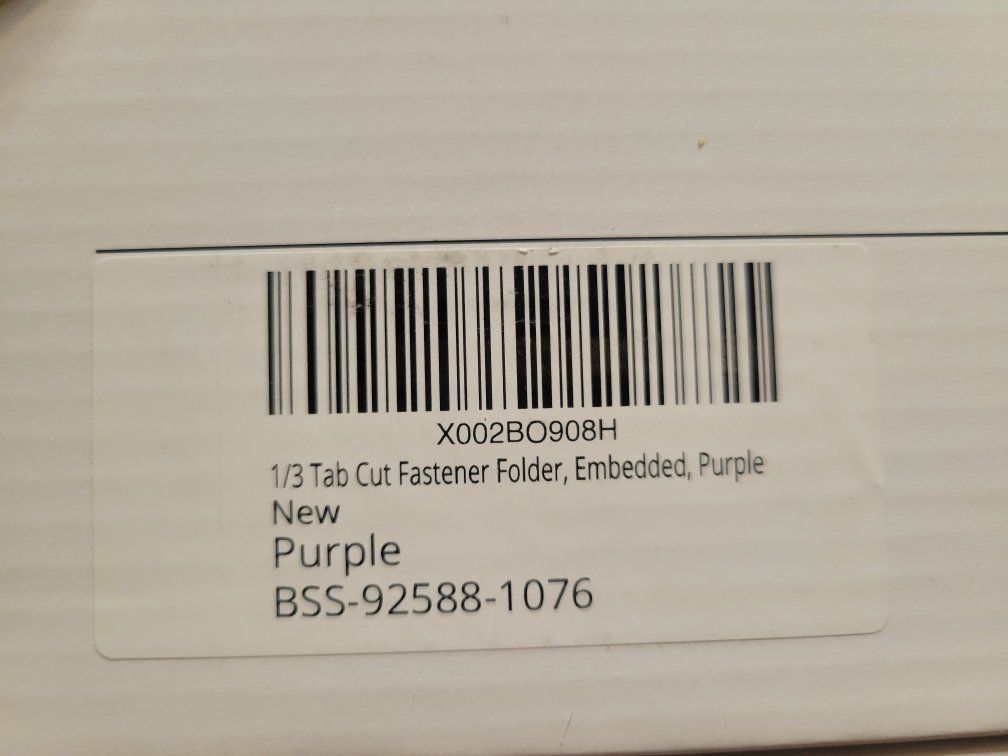 X002BO908H
1/3 Tab Cut Fastener Folder, Embedded, Purple
New
Purple
BSS-92588-1076